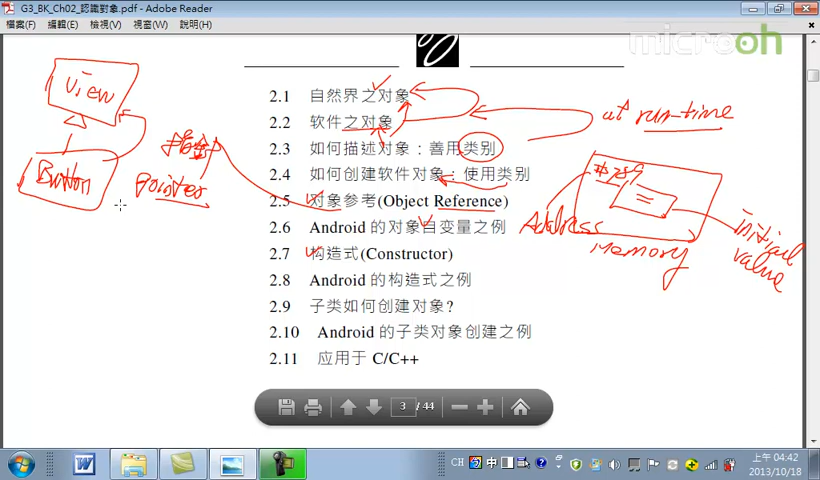 G3_BK_Ch02_認識對象.pdf - Adobe Reader
檔案(F) 編輯(E) 檢視(V) 視窗(W) 說明(H)
microoh
2.1 自然界之对象
2.2 软件之对象
2.3 如何描述对象：善用类别
2.4 如何创建软件对象：使用类别
2.5 对象参考(Object Reference)
2.6 Android 的对象自变量之例
2.7 构造式(Constructor)
2.8 Android 的构造式之例
2.9 子类如何创建对象?
2.10 Android 的子类对象创建之例
2.11 应用于 C/C++
View
Button
指針
Pointer
at run-time
Address
Memory
initial
value
3 / 44
CH 中
上午 04:42
2013/10/18